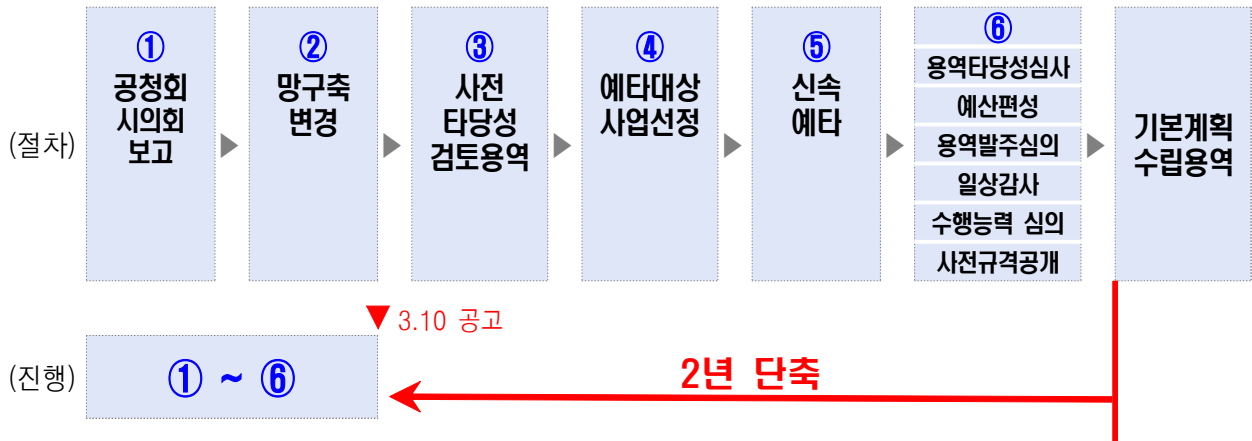 (절차)
①
공청회
시의회
보고
②
망구축
변경
③
사전
타당성
검토용역
④
예타대상
사업선정
⑤
신속
예타
⑥
용역타당성심사
예산편성
용역발주심의
일상감사
수행능력 심의
사전규격공개
기본계획
수립용역
▼ 3.10 공고
(진행)
① ~ ⑥
2년 단축